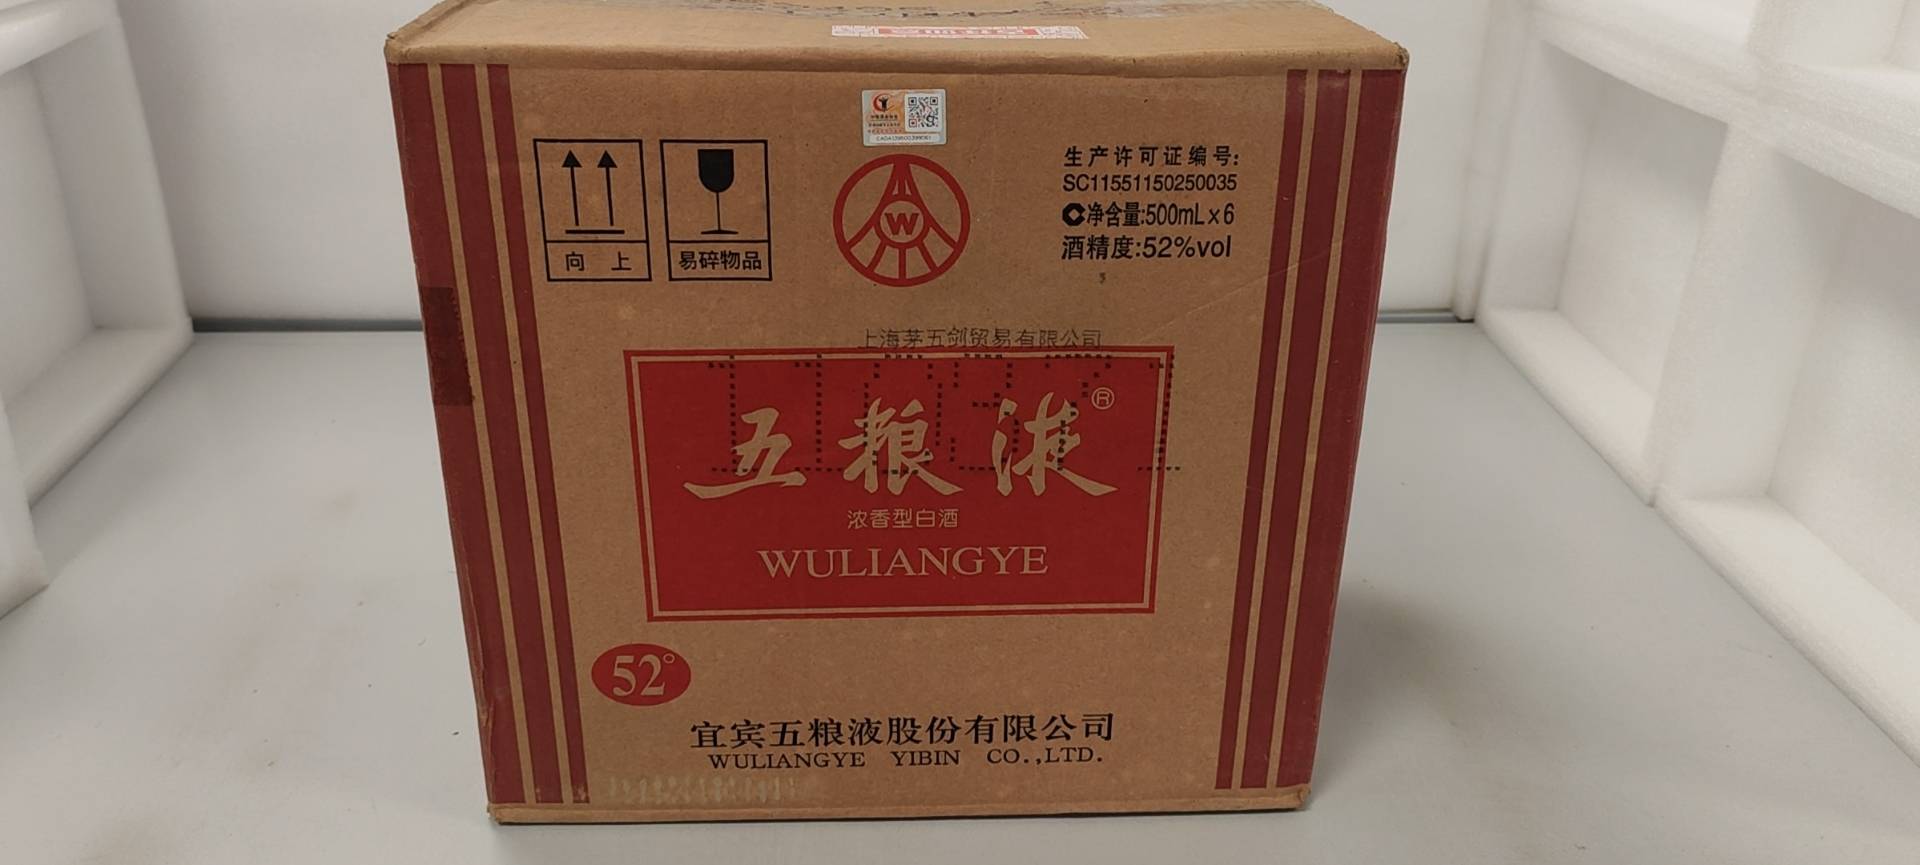 向 上
易碎物品
W
生产许可证编号:
SC11551150250035
净含量:500mL×6
酒精度:52%vol
上海茅五剑贸易有限公司
五粮液®
浓香型白酒
WULIANGYE
52°
宜宾五粮液股份有限公司
WULIANGYE YIBIN CO.,LTD.